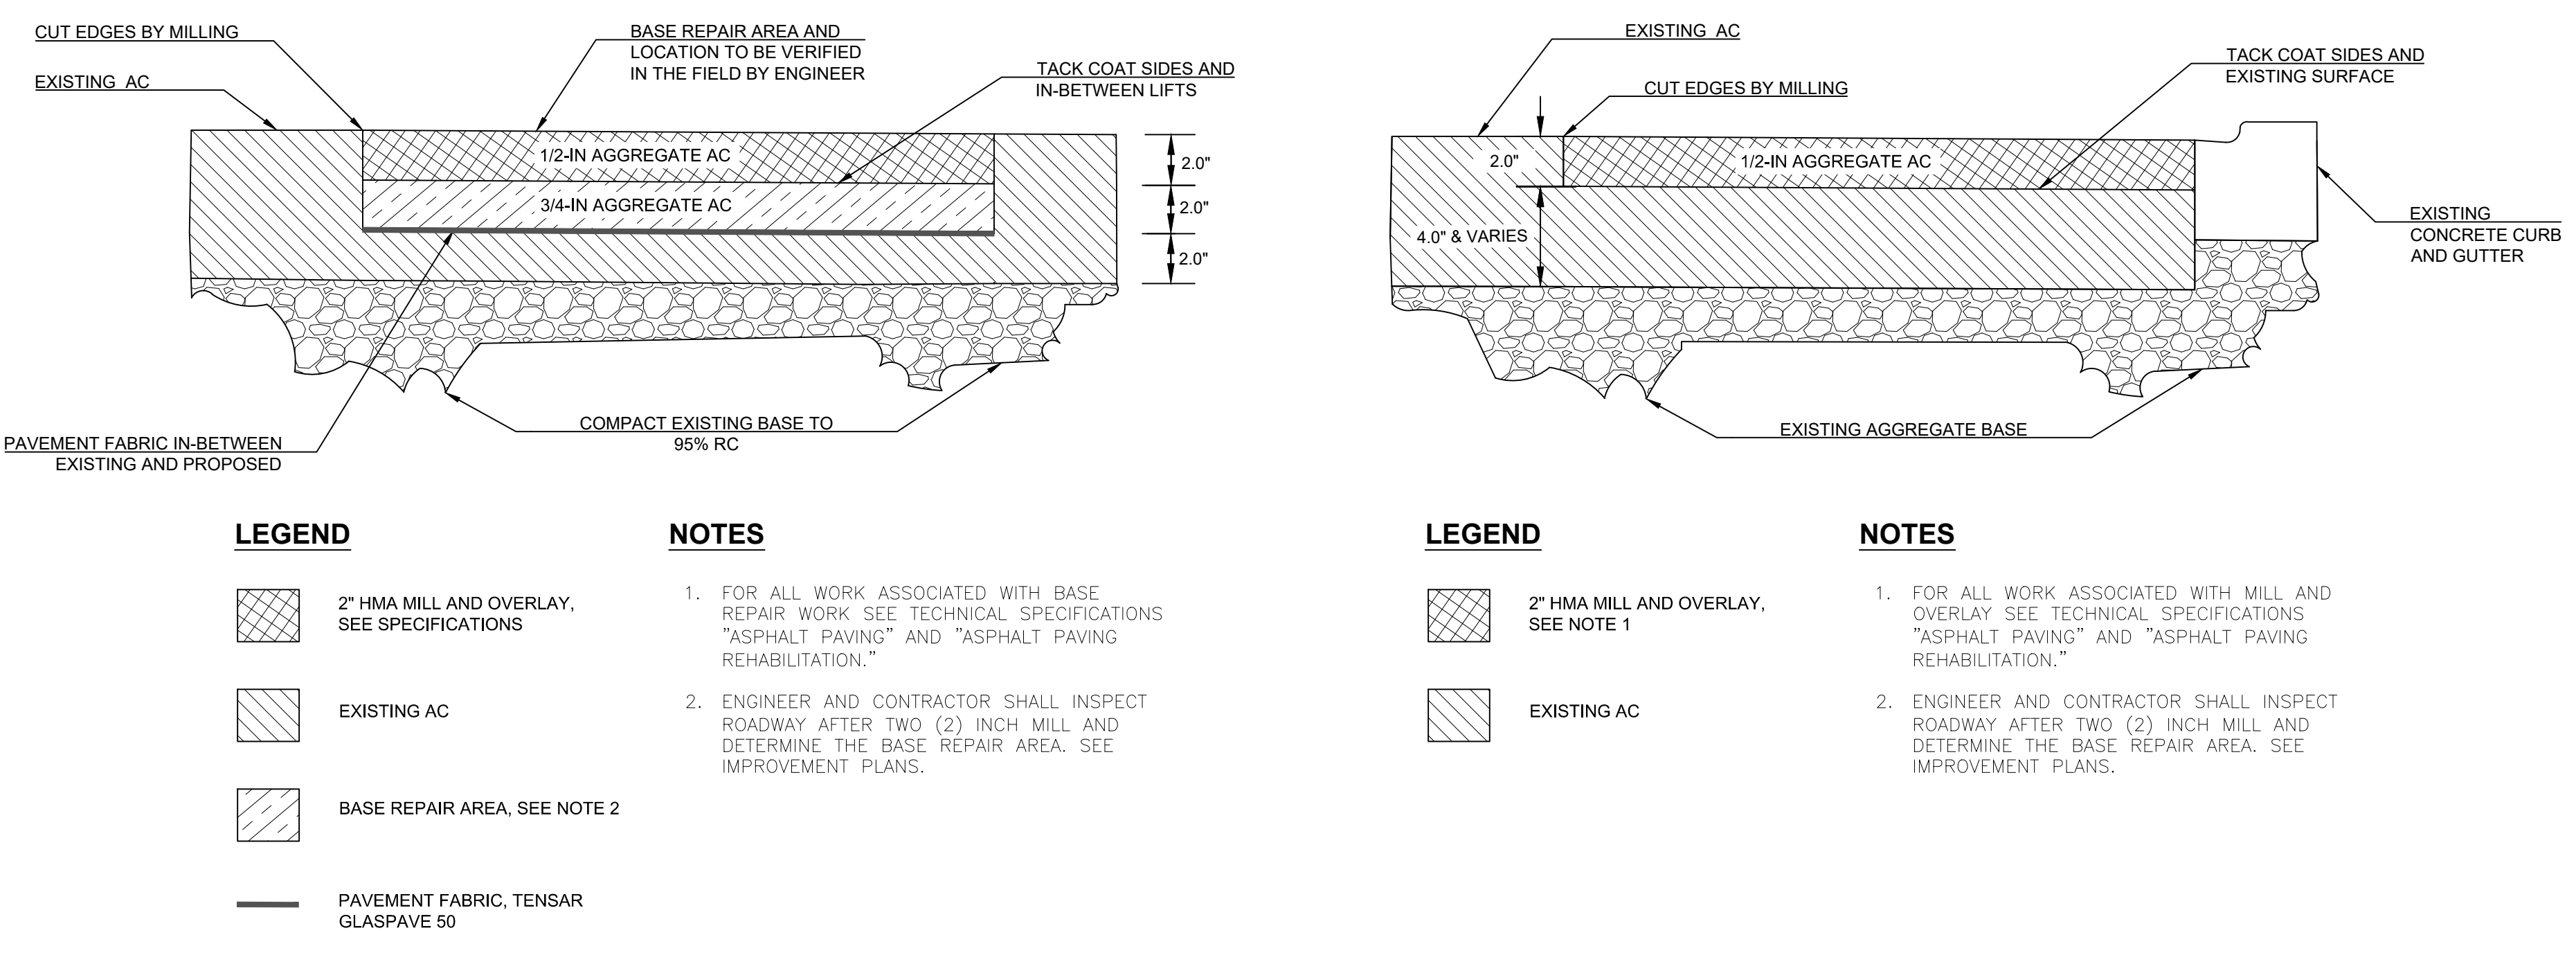 CUT EDGES BY MILLING
EXISTING AC
BASE REPAIR AREA AND
LOCATION TO BE VERIFIED
IN THE FIELD BY ENGINEER
TACK COAT SIDES AND
IN-BETWEEN LIFTS
1/2-IN AGGREGATE AC
3/4-IN AGGREGATE AC
2.0"
2.0"
2.0"
COMPACT EXISTING BASE TO
95% RC
PAVEMENT FABRIC IN-BETWEEN
EXISTING AND PROPOSED
LEGEND
2" HMA MILL AND OVERLAY,
SEE SPECIFICATIONS
EXISTING AC
BASE REPAIR AREA, SEE NOTE 2
PAVEMENT FABRIC, TENSAR
GLASPAVE 50
NOTES
1. FOR ALL WORK ASSOCIATED WITH BASE
REPAIR WORK SEE TECHNICAL SPECIFICATIONS
"ASPHALT PAVING" AND "ASPHALT PAVING
REHABILITATION."
2. ENGINEER AND CONTRACTOR SHALL INSPECT
ROADWAY AFTER TWO (2) INCH MILL AND
DETERMINE THE BASE REPAIR AREA. SEE
IMPROVEMENT PLANS.
EXISTING AC
CUT EDGES BY MILLING
TACK COAT SIDES AND
EXISTING SURFACE
2.0"
1/2-IN AGGREGATE AC
4.0" & VARIES
EXISTING
CONCRETE CURB
AND GUTTER
EXISTING AGGREGATE BASE
LEGEND
2" HMA MILL AND OVERLAY,
SEE NOTE 1
EXISTING AC
NOTES
1. FOR ALL WORK ASSOCIATED WITH MILL AND
OVERLAY SEE TECHNICAL SPECIFICATIONS
"ASPHALT PAVING" AND "ASPHALT PAVING
REHABILITATION."
2. ENGINEER AND CONTRACTOR SHALL INSPECT
ROADWAY AFTER TWO (2) INCH MILL AND
DETERMINE THE BASE REPAIR AREA. SEE
IMPROVEMENT PLANS.